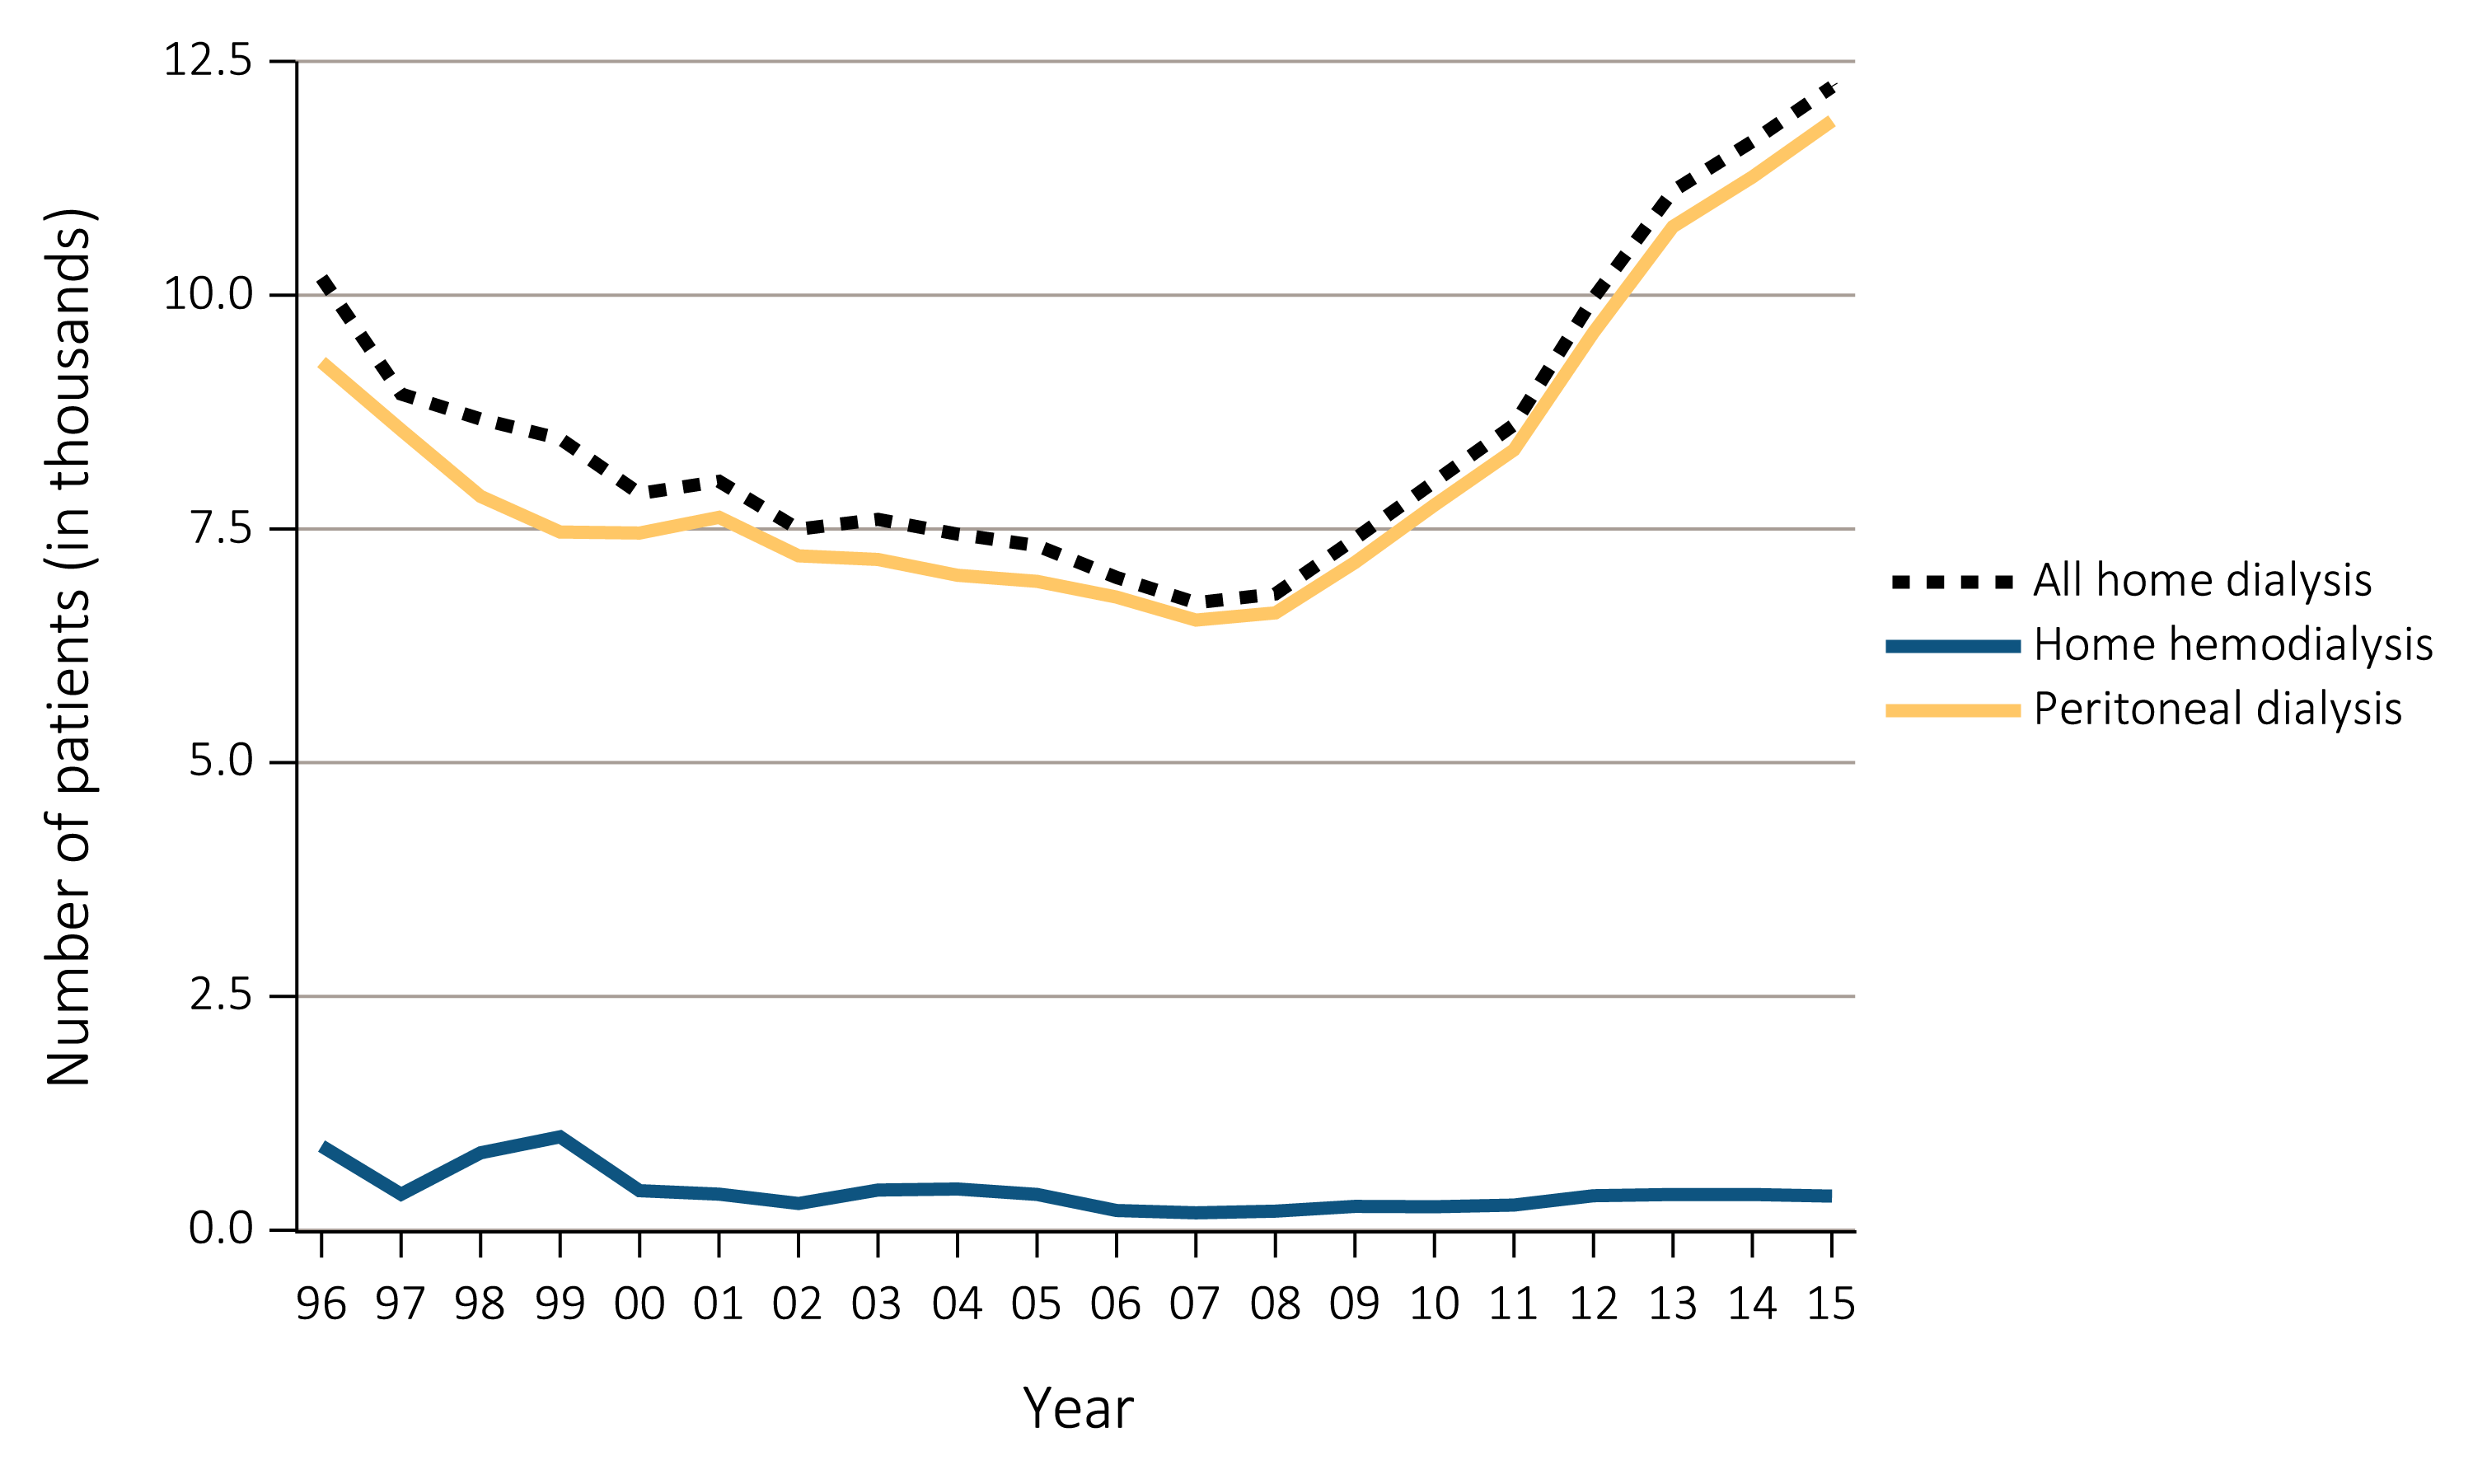 Number of patients (in thousands)
12.5
10.0
7.5
5.0
2.5
0.0
96 97 98 99 00 01 02 03 04 05 06 07 08 09 10 11 12 13 14 15
Year
All home dialysis
Home hemodialysis
Peritoneal dialysis